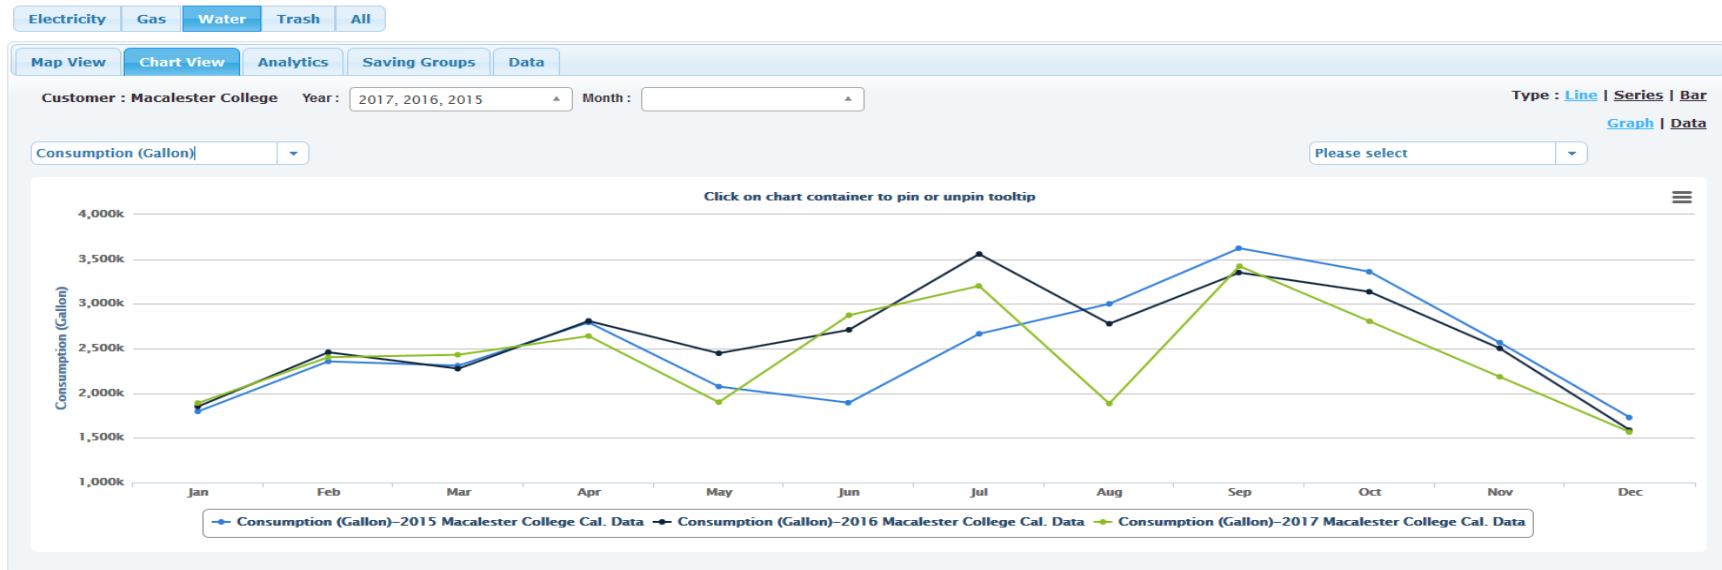 Electricity Gas Water Trash All
Map View Chart View Analytics Saving Groups Data
Customer : Macalester College Year : 2017, 2016, 2015 Month : Type : Line | Series | Bar
Graph | Data
Consumption (Gallon) Please select
Click on chart container to pin or unpin tooltip
4,000k
3,500k
3,000k
2,500k
2,000k
1,500k
1,000k
Consumption (Gallon)
Jan Feb Mar Apr May Jun Jul Aug Sep Oct Nov Dec
Consumption (Gallon)-2015 Macalester College Cal. Data Consumption (Gallon)-2016 Macalester College Cal. Data Consumption (Gallon)-2017 Macalester College Cal. Data